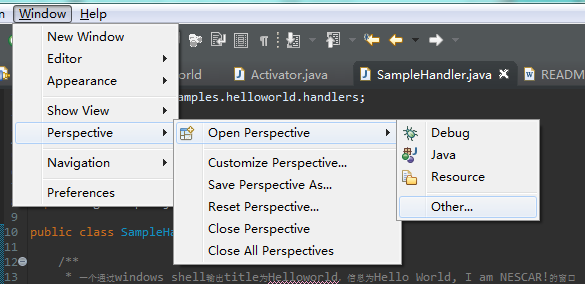 Window Help
New Window
Editor
Appearance
Show View
Perspective
Navigation
Preferences
Open Perspective
Customize Perspective...
Save Perspective As...
Reset Perspective...
Close Perspective
Close All Perspectives
Debug
Java
Resource
Other...
orld Activator.java SampleHandler.java READM
amples.helloworld.handlers;
9
10 public class SampleHa
11
12 /**
* 一个通过windows shell输出title为Helloworld, 信息为Hello World, I am NESCAR!的窗口